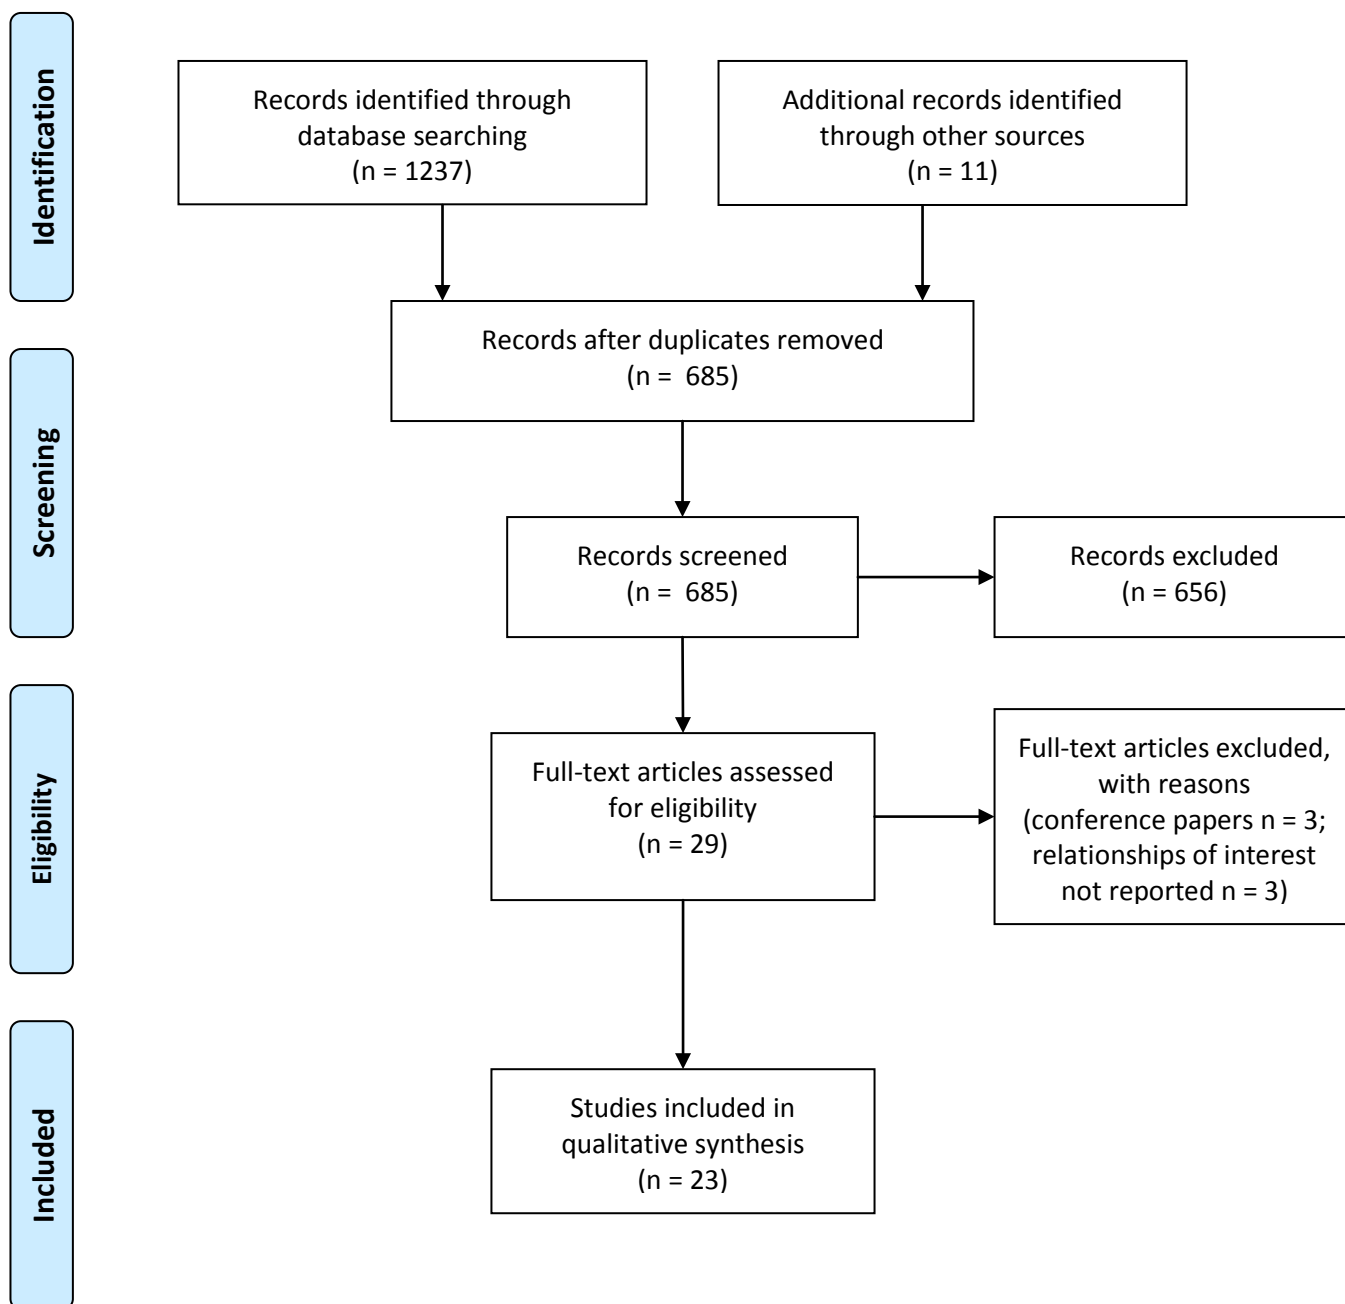 Identification
Records identified through
database searching
(n = 1237)
Additional records identified
through other sources
(n = 11)
Records after duplicates removed
(n = 685)
Screening
Records screened
(n = 685)
Records excluded
(n = 656)
Eligibility
Full-text articles assessed
for eligibility
(n = 29)
Full-text articles excluded,
with reasons
(conference papers n = 3;
relationships of interest
not reported n = 3)
Included
Studies included in
qualitative synthesis
(n = 23)